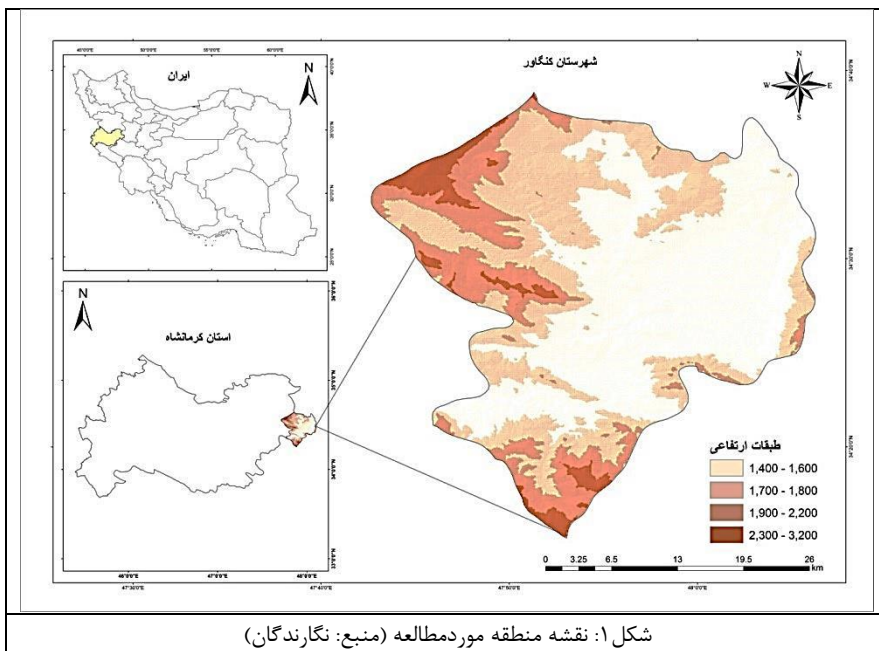 ایران
N
استان کرمانشاه
N
شهرستان کنگاور
N
W E
S
طبقات ارتفاعی
1,400 - 1,600
1,700 - 1,800
1,900 - 2,200
2,300 - 3,200
0 3.25 6.5 13 19.5 26
km
شکل۱: نقشه منطقه موردمطالعه (منبع: نگارندگان)